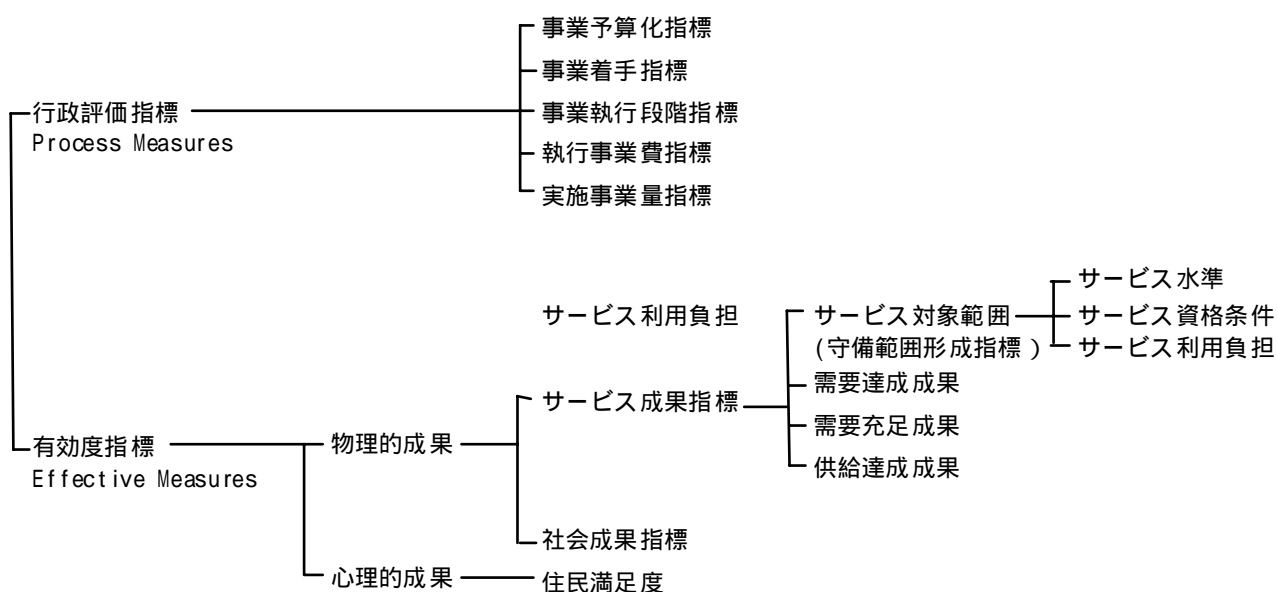 事業予算化指標
事業着手指標
行政評価指標
Process Measures
事業執行段階指標
執行事業費指標
実施事業量指標
サービス水準
サービス利用負担
サービス対象範囲
(守備範囲形成指標)
サービス資格条件
サービス利用負担
需要達成成果
サービス成果指標
需要充足成果
有効度指標
Effective Measures
物理的成果
供給達成成果
社会成果指標
心理的成果
住民満足度